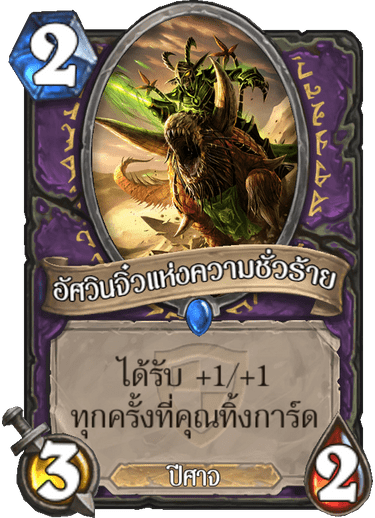 2
อัศวินจิ๋วแห่งความชั่วร้าย
ได้รับ +1/+1
ทุกครั้งที่คุณทิ้งการ์ด
3
ปีศาจ
2